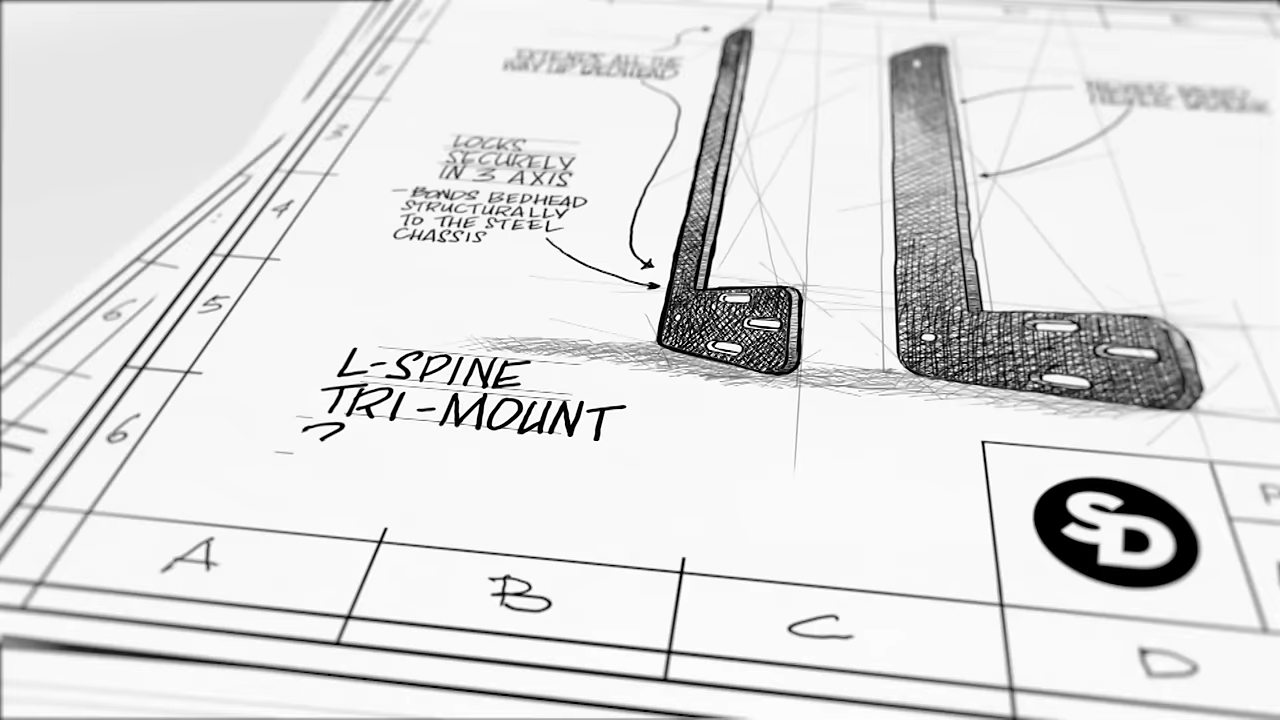 EXTENDS ALL THE
WAY UP BEDHEAD
LOCKS
SECURELY
IN 3 AXIS
- BONDS BEDHEAD
STRUCTURALLY
TO THE STEEL
CHASSIS
L-SPINE
TRI-MOUNT
3
4
5
6
6
A
B
C
D
SD